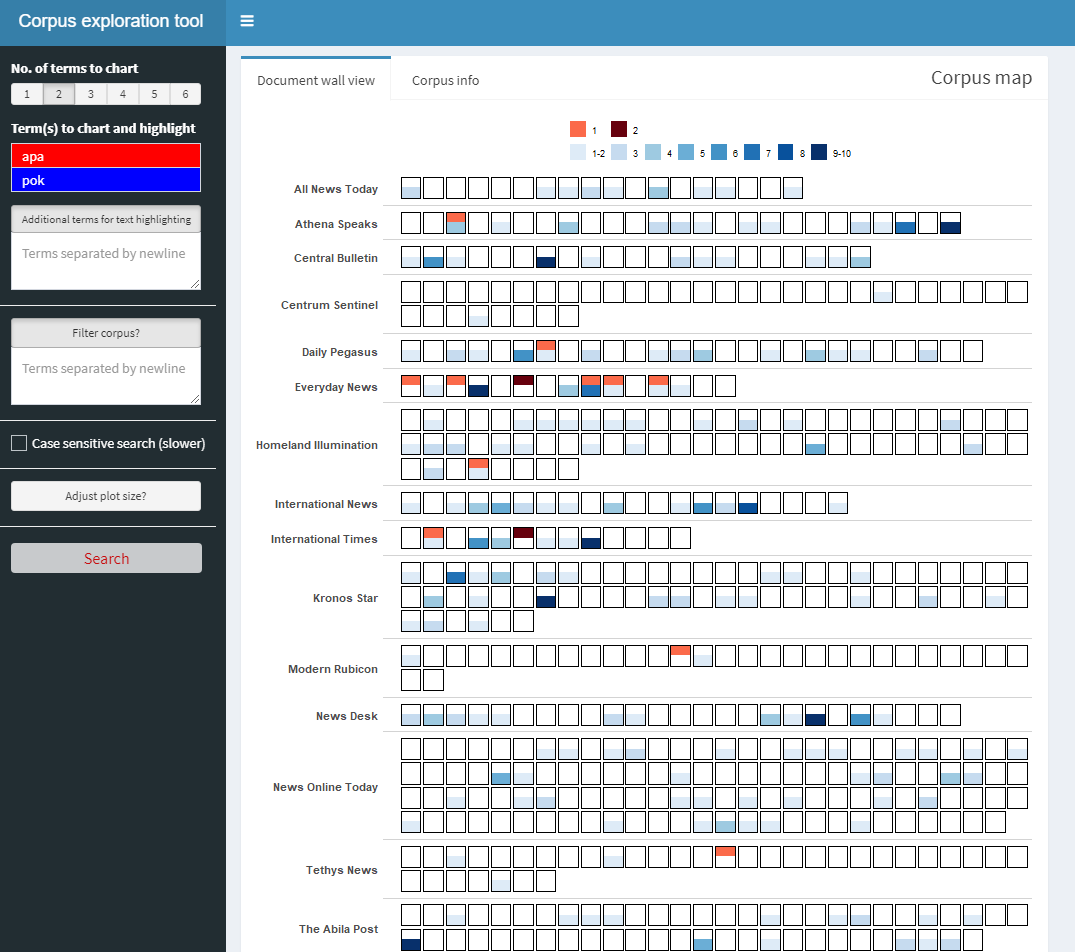 Corpus exploration tool
No. of terms to chart
1 2 3 4 5 6
Term(s) to chart and highlight
apa
pok
Additional terms for text highlighting
Terms separated by newline
Filter corpus?
Terms separated by newline
Case sensitive search (slower)
Adjust plot size?
Search
Document wall view Corpus info Corpus map
1 2
1-2 3 4 5 6 7 8 9-10
All News Today
Athena Speaks
Central Bulletin
Centrum Sentinel
Daily Pegasus
Everyday News
Homeland Illumination
International News
International Times
Kronos Star
Modern Rubicon
News Desk
News Online Today
Tethys News
The Abila Post